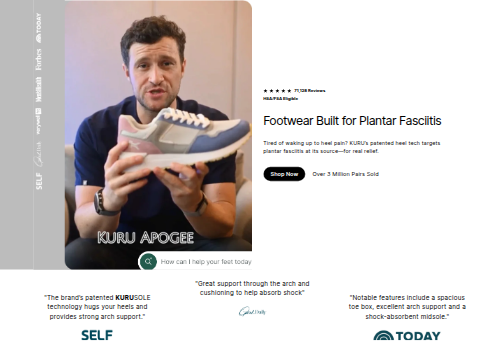 TODAY
Forbes
verywell
SELF
KURU APOGEE
How can I help your feet today
★★★★★ 71,128 Reviews
HSA/FSA Eligible
Footwear Built for Plantar Fasciitis
Tired of waking up to heel pain? KURU's patented heel tech targets
plantar fasciitis at its source—for real relief.
Shop Now
Over 3 Million Pairs Sold
"The brand's patented KURUSOLE
technology hugs your heels and
provides strong arch support."
SELF
"Great support through the arch and
cushioning to help absorb shock"
"Notable features include a spacious
toe box, excellent arch support and a
shock-absorbent midsole."
TODAY